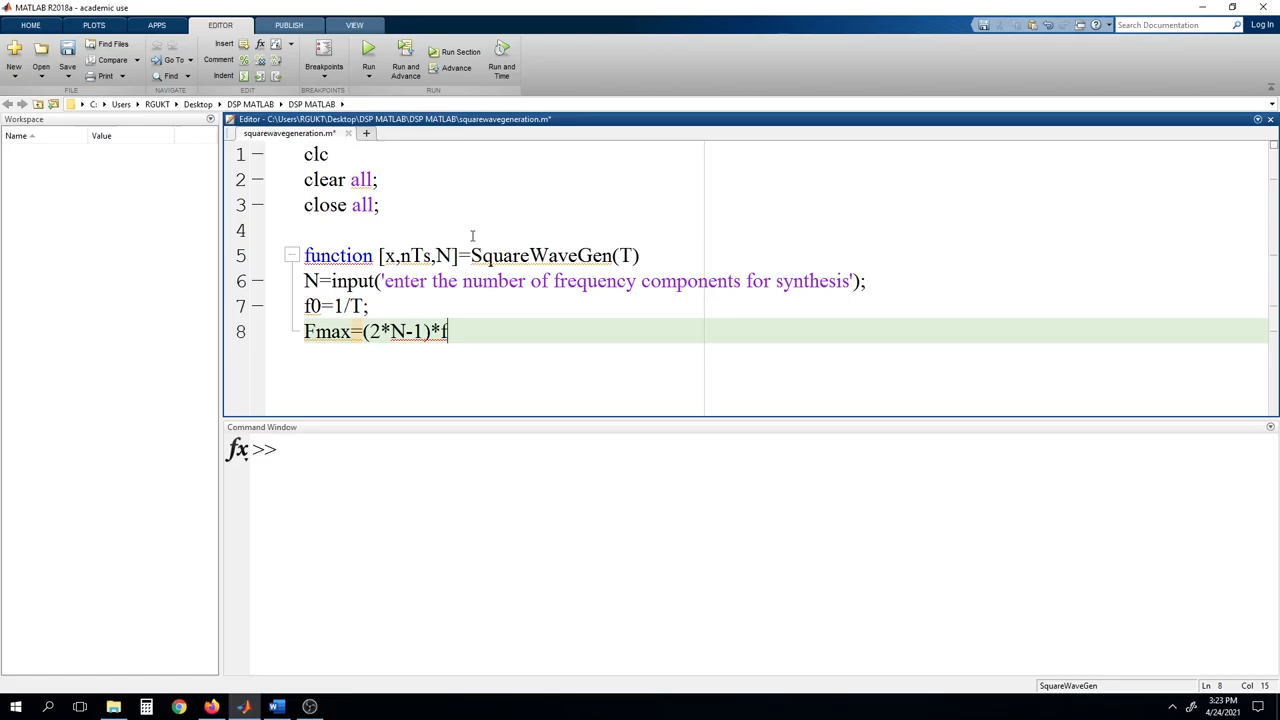 MATLAB R2018a - academic use
HOME PLOTS APPS EDITOR PUBLISH VIEW Search Documentation Log In
New Open Save Find Files Compare Print Go To Find Insert Comment Indent fx Breakpoints Run Run and Advance Run Section Advance Run and Time
FILE NAVIGATE EDIT BREAKPOINTS RUN
C: Users RGUKT Desktop DSP MATLAB DSP MATLAB
Workspace
Name Value
Editor - C:\Users\RGUKT\Desktop\DSP MATLAB\DSP MATLAB\squarewavegeneration.m*
squarewavegeneration.m*
1 clc
2 clear all;
3 close all;
4
5 function [x,nTs,N]=SquareWaveGen(T)
6 N=input('enter the number of frequency components for synthesis');
7 f0=1/T;
8 Fmax=(2*N-1)*f
Command Window
fx >>
SquareWaveGen Ln 8 Col 15
3:23 PM
4/24/2021